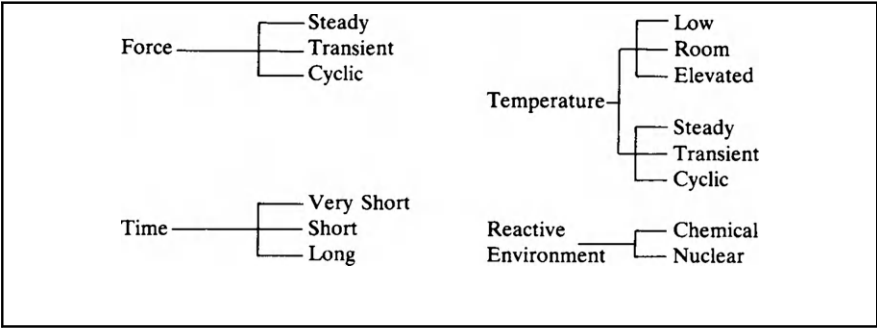 Force
Steady
Transient
Cyclic
Time
Very Short
Short
Long
Temperature
Low
Room
Elevated
Steady
Transient
Cyclic
Reactive
Environment
Chemical
Nuclear